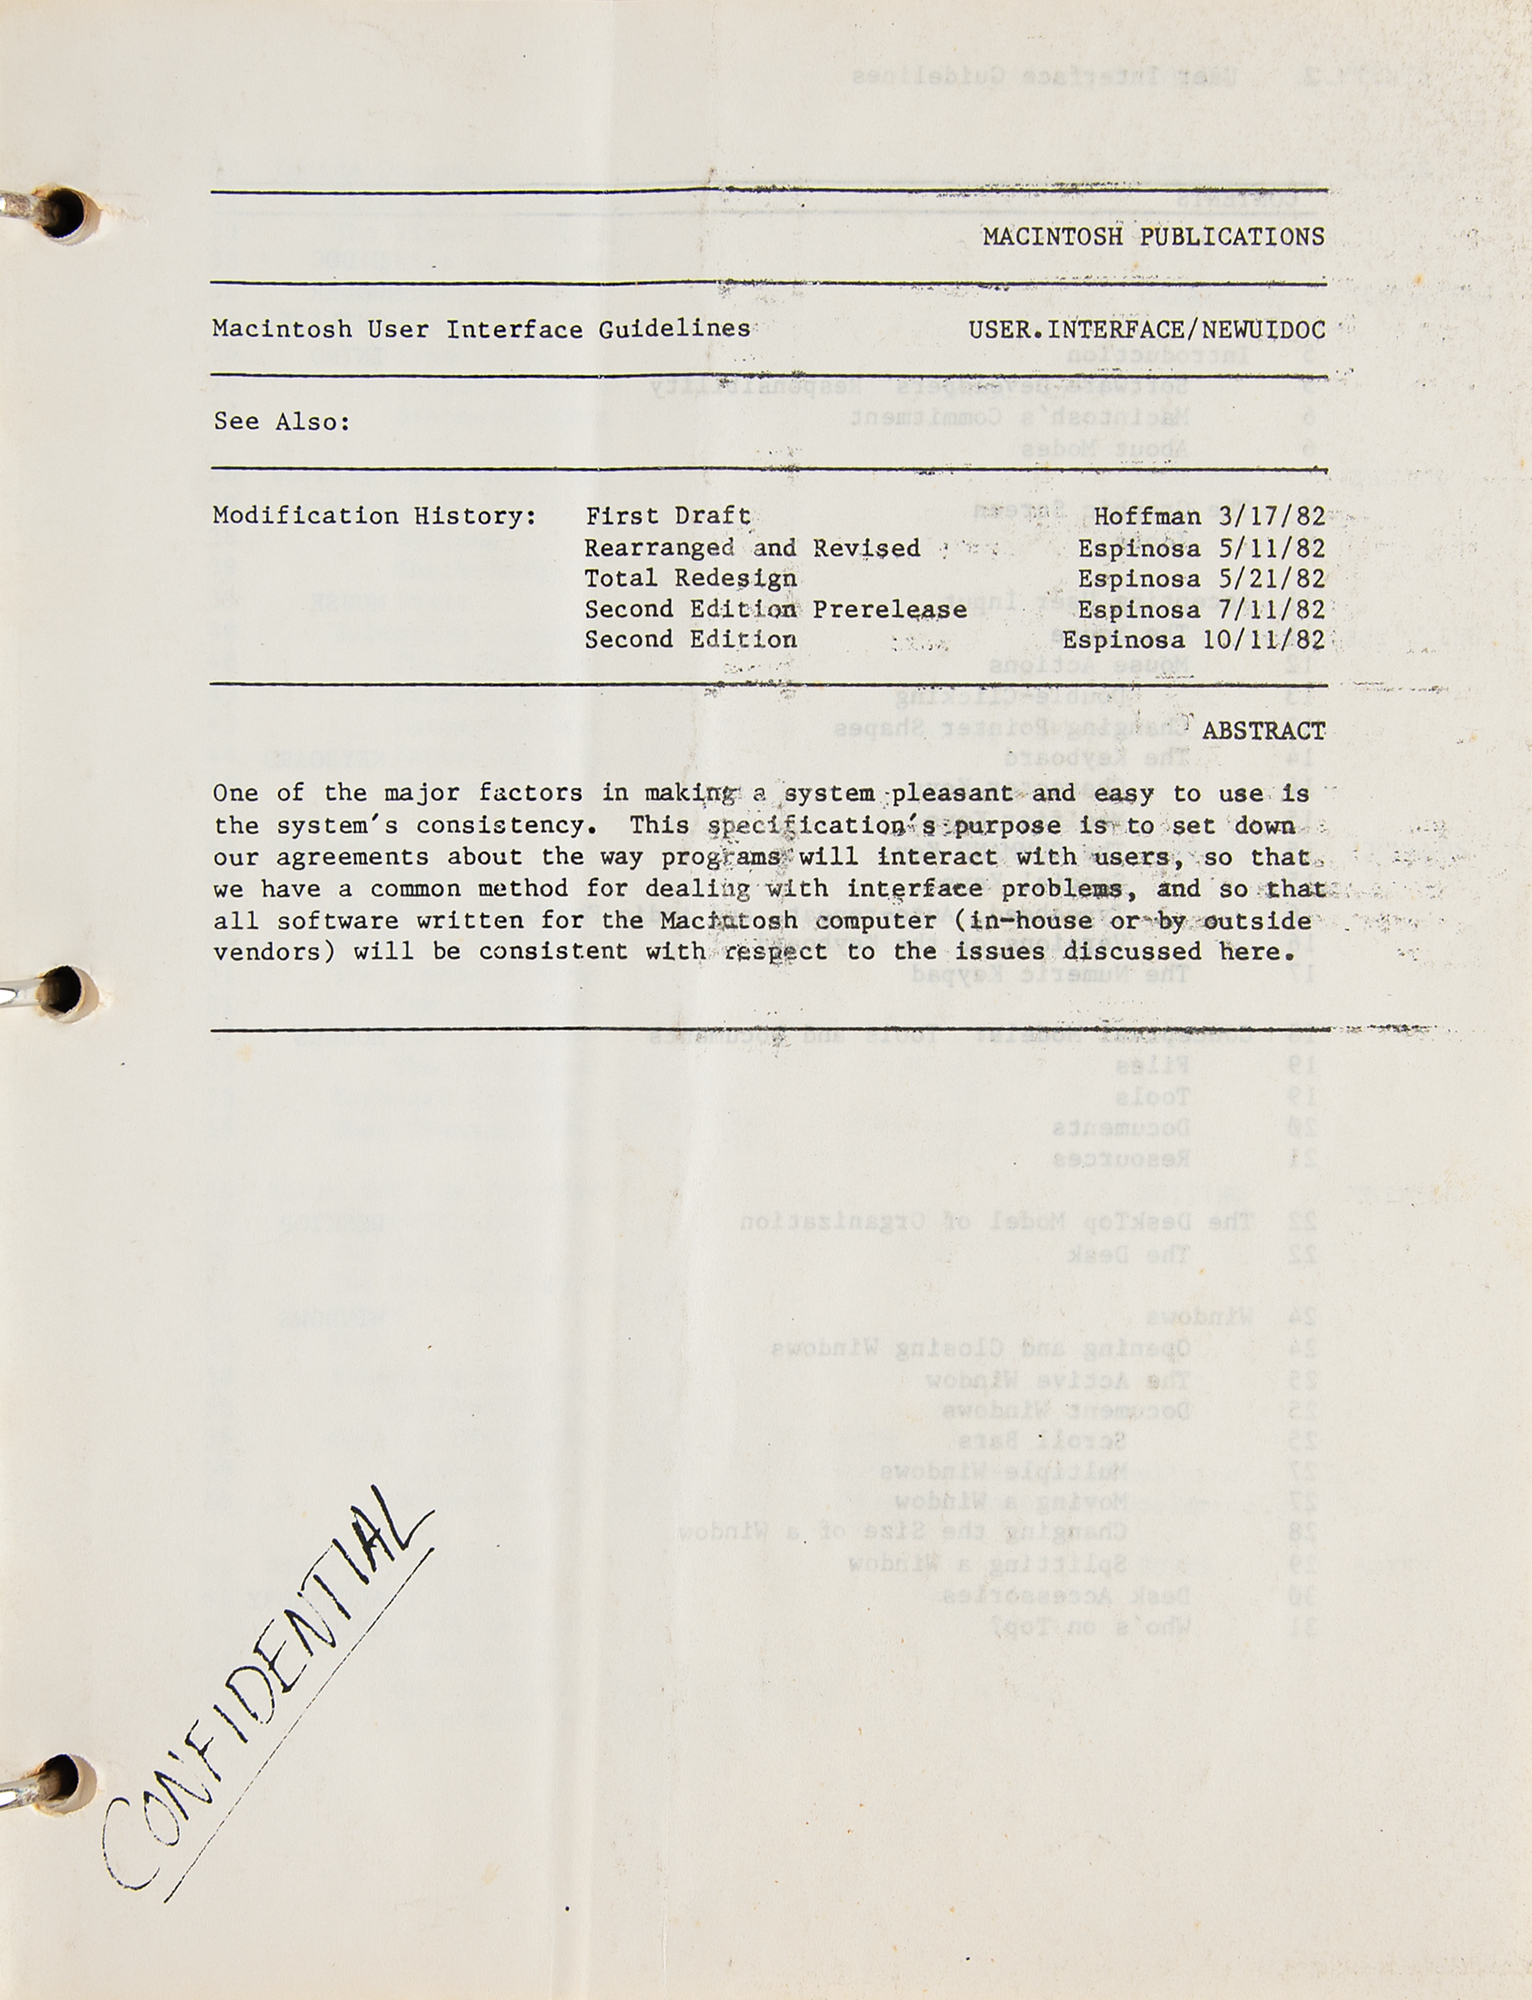 MACINTOSH PUBLICATIONS
Macintosh User Interface Guidelines USER.INTERFACE/NEWUIDOC
See Also:
Modification History: First Draft Hoffman 3/17/82
Rearranged and Revised Espinosa 5/11/82
Total Redesign Espinosa 5/21/82
Second Edition Prerelease Espinosa 7/11/82
Second Edition Espinosa 10/11/82
ABSTRACT
One of the major factors in making a system pleasant and easy to use is
the system's consistency. This specification's purpose is to set down
our agreements about the way programs will interact with users, so that
we have a common method for dealing with interface problems, and so that
all software written for the Macintosh computer (in-house or by outside
vendors) will be consistent with respect to the issues discussed here.
CONFIDENTIAL